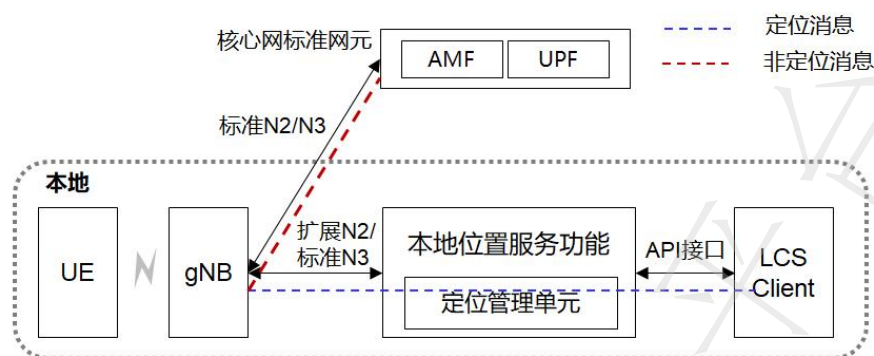 核心网标准网元
AMF
UPF
定位消息
非定位消息
标准N2/N3
本地
UE
gNB
扩展N2/
标准N3
本地位置服务功能
定位管理单元
API接口
LCS
Client